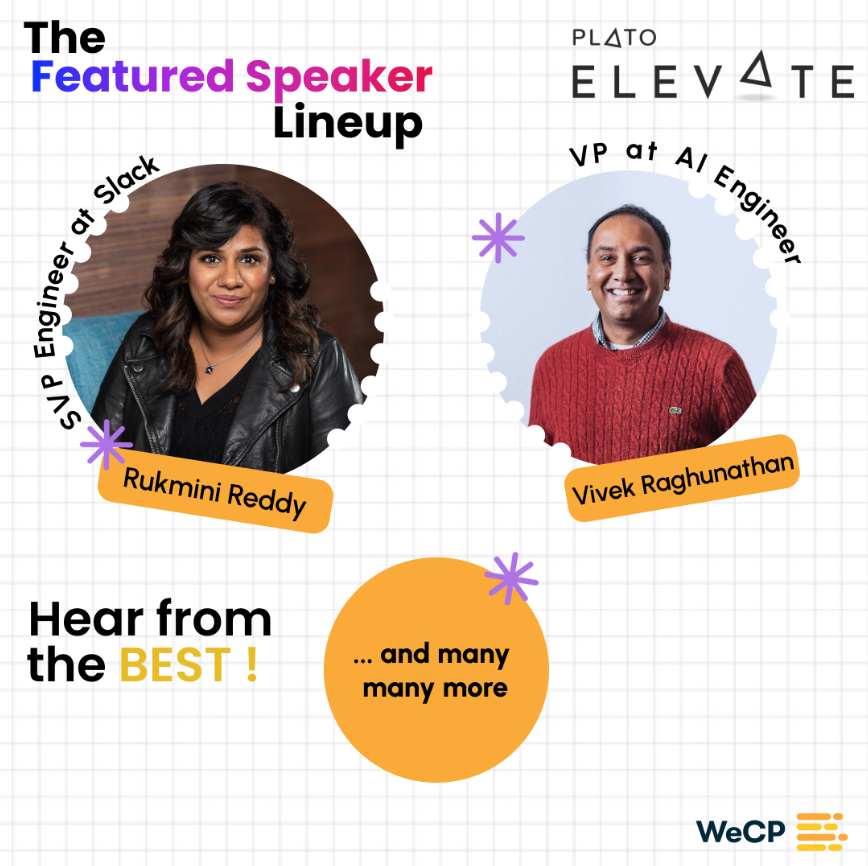 The
Featured Speaker
Lineup
PLATO
ELEVATE
SVP Engineer at Slack
VP at AI Engineer
Rukmini Reddy
Vivek Raghunathan
Hear from
the BEST !
... and many
many more
WeCP